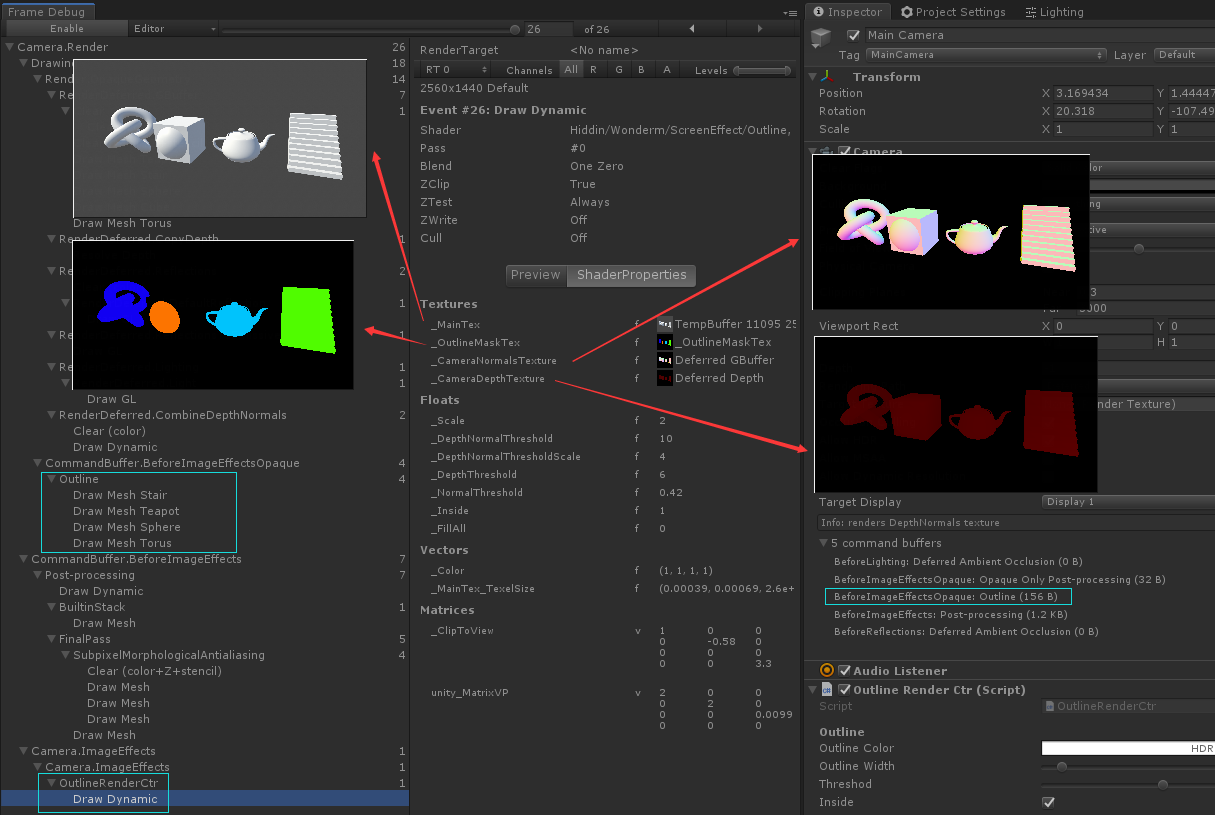 Frame Debug
Enable
Editor
26
of 26
Camera.Render
26
Drawing
18
Rend
14
Re
7
1
Draw Mesh Torus
RenderDeferred.CopyDepth
1
Re
2
1
Re
1
Re
1
1
Draw GL
RenderDeferred.CombineDepthNormals
2
Clear (color)
Draw Dynamic
CommandBuffer.BeforeImageEffectsOpaque
4
Outline
4
Draw Mesh Stair
Draw Mesh Teapot
Draw Mesh Sphere
Draw Mesh Torus
CommandBuffer.BeforeImageEffects
7
Post-processing
7
Draw Dynamic
BuiltinStack
1
Draw Mesh
FinalPass
5
SubpixelMorphologicalAntialiasing
4
Clear (color+Z+stencil)
Draw Mesh
Draw Mesh
Draw Mesh
Draw Mesh
Camera.ImageEffects
1
Camera.ImageEffects
1
OutlineRenderCtr
1
Draw Dynamic
RenderTarget
<No name>
RT 0
Channels
All
R
G
B
A
Levels
2560x1440 Default
Event #26: Draw Dynamic
Shader
Hiddin/Wonderm/ScreenEffect/Outline,
Pass
#0
Blend
One Zero
ZClip
True
ZTest
Always
ZWrite
Off
Cull
Off
Preview
ShaderProperties
Textures
_MainTex
f
TempBuffer 11095 25
_OutlineMaskTex
f
_OutlineMaskTex
_CameraNormalsTexture
f
Deferred GBuffer
_CameraDepthTexture
f
Deferred Depth
Floats
_Scale
f
2
_DepthNormalThreshold
f
10
_DepthNormalThresholdScale
f
4
_DepthThreshold
f
6
_NormalThreshold
f
0.42
_Inside
f
1
_FillAll
f
0
Vectors
_Color
f
(1, 1, 1, 1)
_MainTex_TexelSize
f
(0.00039, 0.00069, 2.6e+
Matrices
_ClipToView
v
1 0 0
0 -0.58 0
0 0 0
0 0 3.3
unity_MatrixVP
v
2 0 0
0 2 0
0 0 0.0099
0 0 0
Inspector
Project Settings
Lighting
Main Camera
Tag
MainCamera
Layer
Default
Transform
Position
X 3.169434
Y 1.44447
Rotation
X 20.318
Y -107.49
Scale
X 1
Y 1
Camera
Viewport Rect
X 0
Y 0
H 1
nder Texture)
Target Display
Display 1
Info: renders DepthNormals texture
5 command buffers
BeforeLighting: Deferred Ambient Occlusion (0 B)
BeforeImageEffectsOpaque: Opaque Only Post-processing (32 B)
BeforeImageEffectsOpaque: Outline (156 B)
BeforeImageEffects: Post-processing (1.2 KB)
BeforeReflections: Deferred Ambient Occlusion (0 B)
Audio Listener
Outline Render Ctr (Script)
Script
OutlineRenderCtr
Outline
Outline Color
HDR
Outline Width
Threshod
Inside